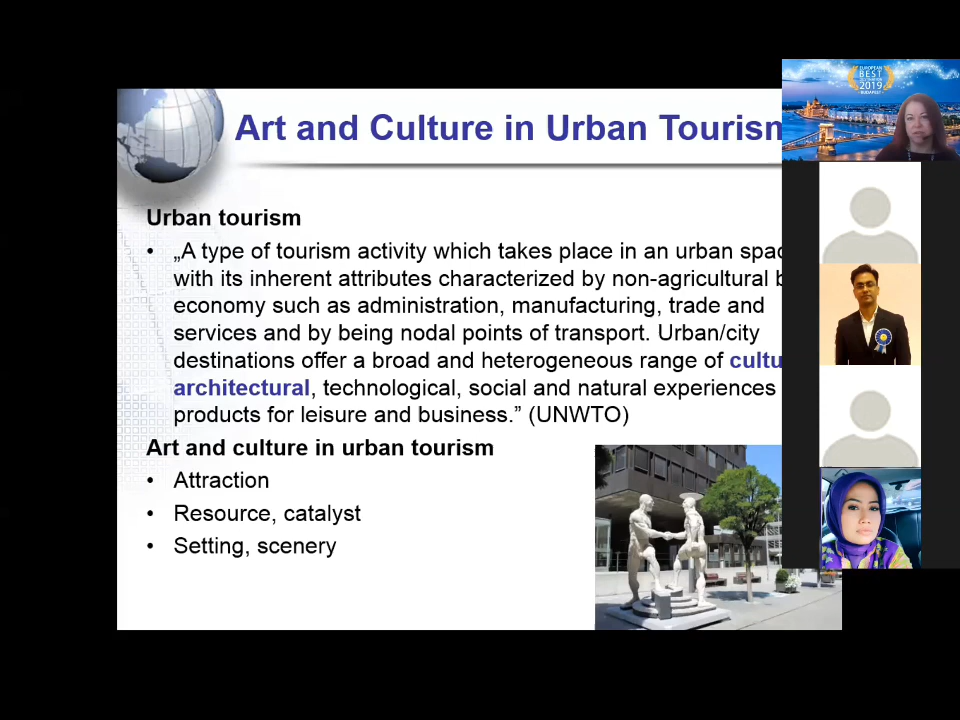 Art and Culture in Urban Tourism
Urban tourism
• „A type of tourism activity which takes place in an urban spac
with its inherent attributes characterized by non-agricultural b
economy such as administration, manufacturing, trade and
services and by being nodal points of transport. Urban/city
destinations offer a broad and heterogeneous range of cultu
architectural, technological, social and natural experiences
products for leisure and business.” (UNWTO)
Art and culture in urban tourism
• Attraction
• Resource, catalyst
• Setting, scenery
EUROPEAN
BEST
2019
BUDAPEST